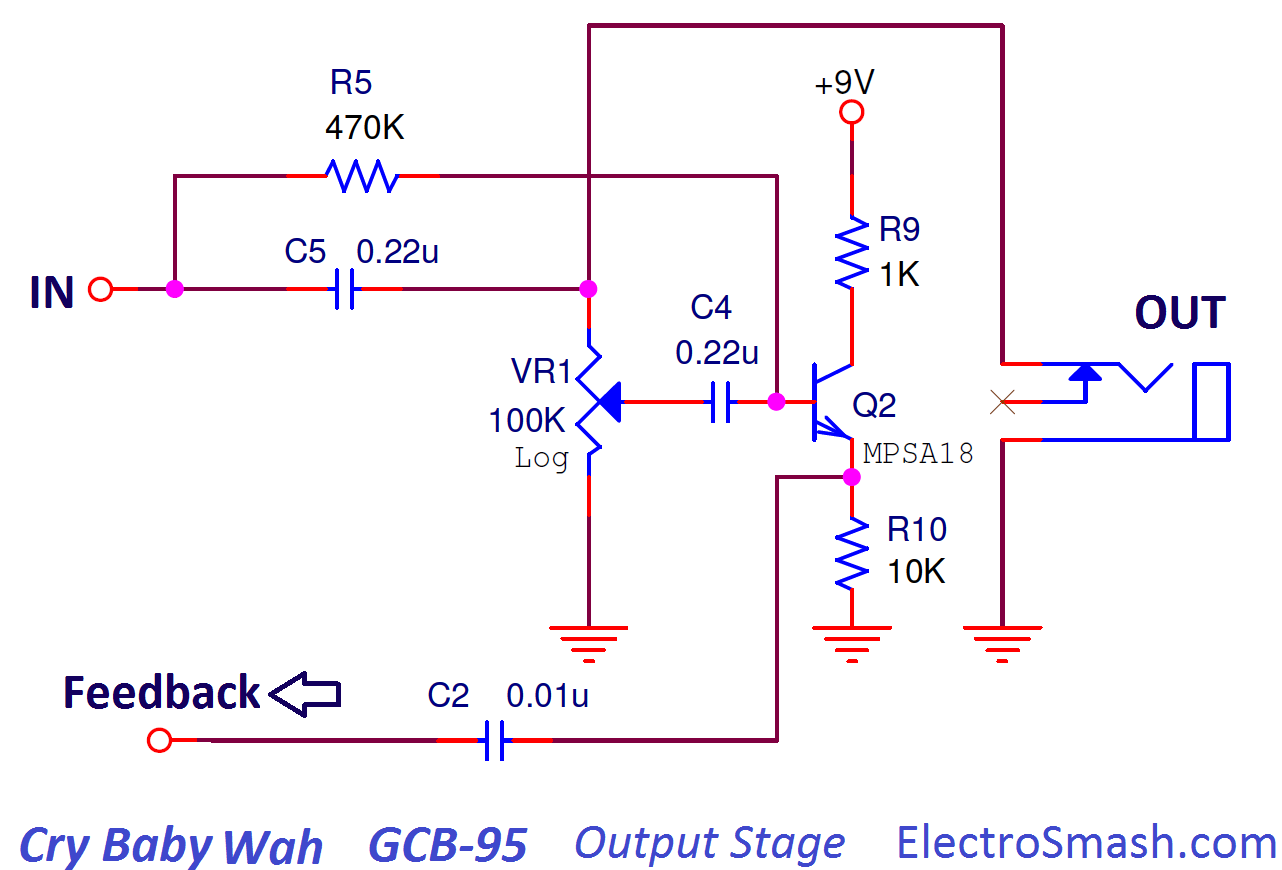 R5
470K
+9V
C5 0.22u
R9
1K
IN
C4
0.22u
OUT
VR1
100K
Log
Q2
MPSA18
R10
10K
Feedback
C2 0.01u
Cry Baby Wah GCB-95 Output Stage ElectroSmash.com